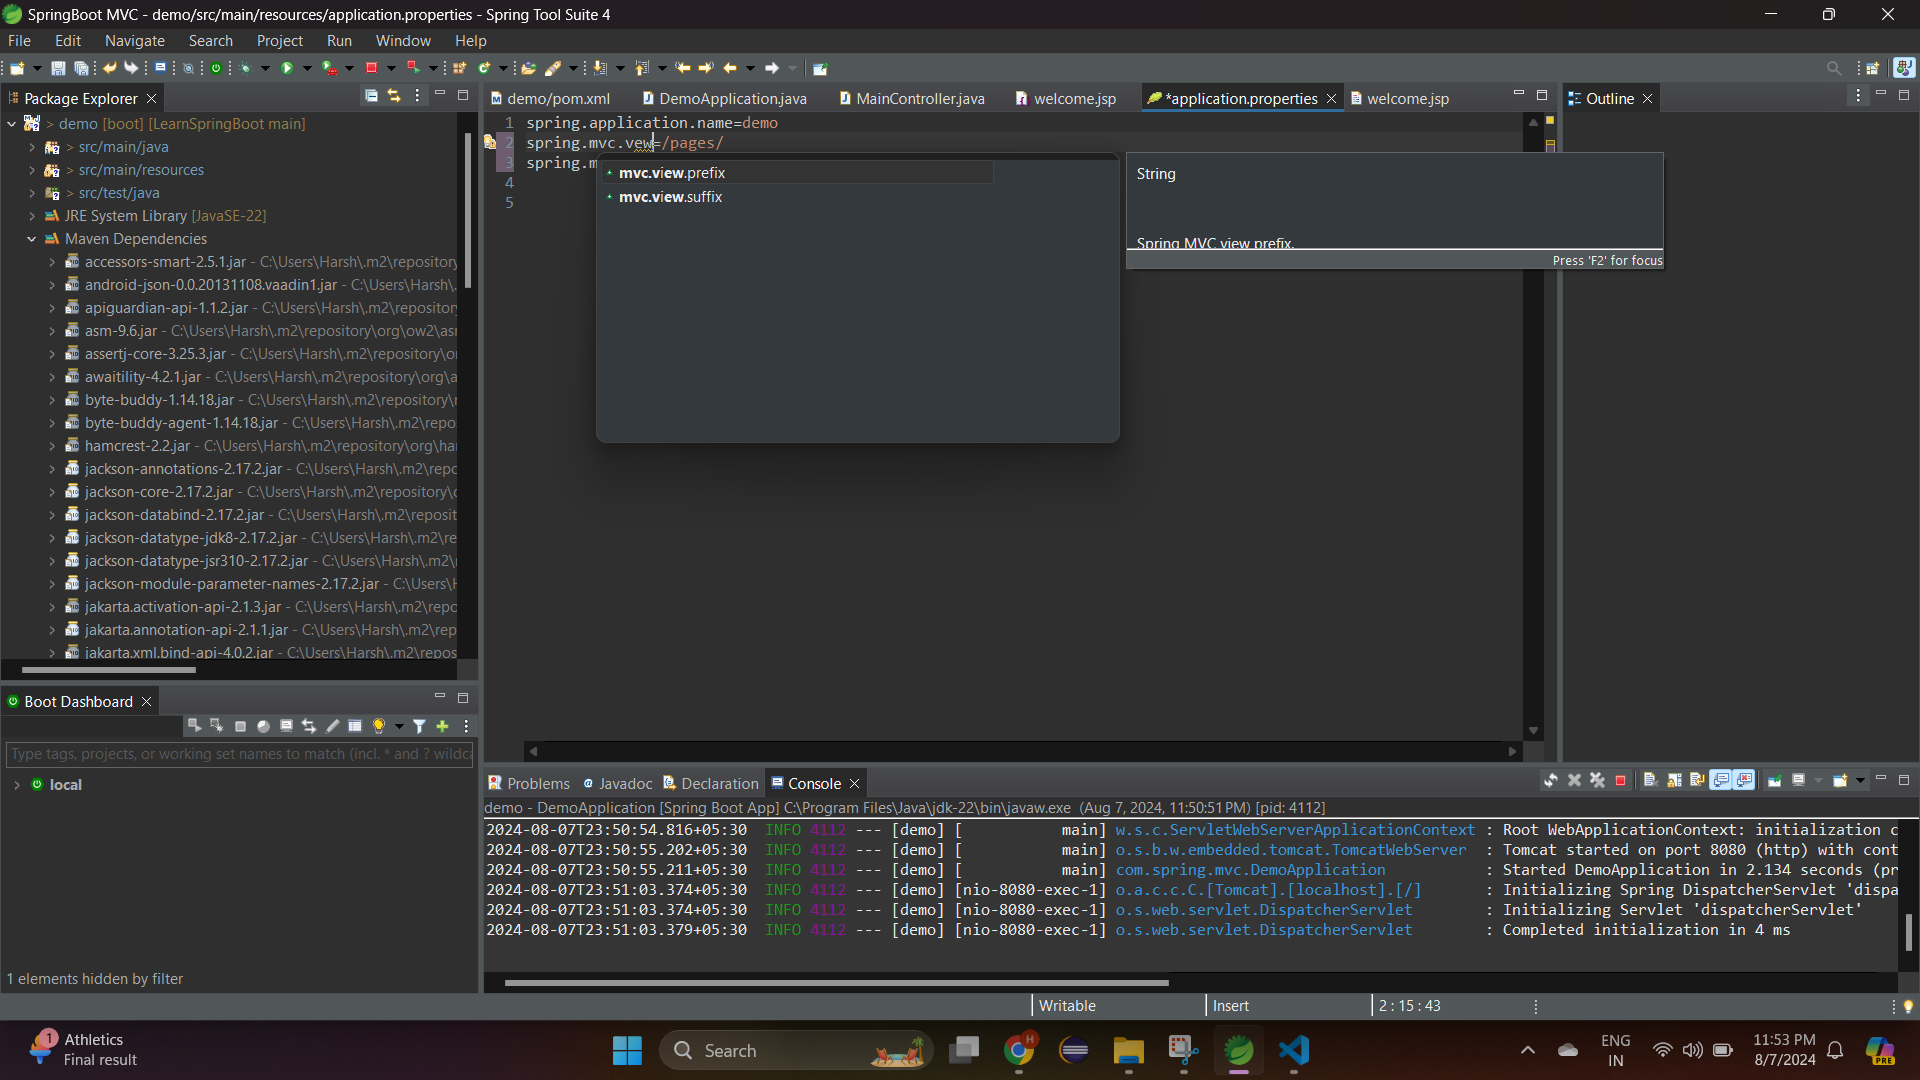 SpringBoot MVC - demo/src/main/resources/application.properties - Spring Tool Suite 4
File Edit Navigate Search Project Run Window Help
Package Explorer
demo [boot] [LearnSpringBoot main]
src/main/java
src/main/resources
src/test/java
JRE System Library [JavaSE-22]
Maven Dependencies
accessors-smart-2.5.1.jar - C:\Users\Harsh\.m2\repository
android-json-0.0.20131108.vaadin1.jar - C:\Users\Harsh\.
apiguardian-api-1.1.2.jar - C:\Users\Harsh\.m2\repositor
asm-9.6.jar - C:\Users\Harsh\.m2\repository\org\ow2\as
assertj-core-3.25.3.jar - C:\Users\Harsh\.m2\repository\o
awaitility-4.2.1.jar - C:\Users\Harsh\.m2\repository\org\a
byte-buddy-1.14.18.jar - C:\Users\Harsh\.m2\repository\
byte-buddy-agent-1.14.18.jar - C:\Users\Harsh\.m2\repo
hamcrest-2.2.jar - C:\Users\Harsh\.m2\repository\org\ha
jackson-annotations-2.17.2.jar - C:\Users\Harsh\.m2\repo
jackson-core-2.17.2.jar - C:\Users\Harsh\.m2\repository\c
jackson-databind-2.17.2.jar - C:\Users\Harsh\.m2\reposit
jackson-datatype-jdk8-2.17.2.jar - C:\Users\Harsh\.m2\re
jackson-datatype-jsr310-2.17.2.jar - C:\Users\Harsh\.m2\
jackson-module-parameter-names-2.17.2.jar - C:\Users\H
jakarta.activation-api-2.1.3.jar - C:\Users\Harsh\.m2\repo
jakarta.annotation-api-2.1.1.jar - C:\Users\Harsh\.m2\rep
jakarta.xml.bind-api-4.0.2.jar - C:\Users\Harsh\.m2\repos
demo/pom.xml DemoApplication.java MainController.java welcome.jsp *application.properties welcome.jsp
1 spring.application.name=demo
2 spring.mvc.vew=/pages/
3 spring.m
4
5
mvc.view.prefix
mvc.view.suffix
String
Spring MVC view prefix.
Press 'F2' for focus
Outline
Boot Dashboard
Type tags, projects, or working set names to match (incl. * and ? wildca
local
1 elements hidden by filter
Problems Javadoc Declaration Console
demo - DemoApplication [Spring Boot App] C:\Program Files\Java\jdk-22\bin\javaw.exe (Aug 7, 2024, 11:50:51 PM) [pid: 4112]
2024-08-07T23:50:54.816+05:30 INFO 4112 --- [demo] [ main] w.s.c.ServletWebServerApplicationContext : Root WebApplicationContext: initialization c
2024-08-07T23:50:55.202+05:30 INFO 4112 --- [demo] [ main] o.s.b.w.embedded.tomcat.TomcatWebServer : Tomcat started on port 8080 (http) with cont
2024-08-07T23:50:55.211+05:30 INFO 4112 --- [demo] [ main] com.spring.mvc.DemoApplication : Started DemoApplication in 2.134 seconds (pr
2024-08-07T23:51:03.374+05:30 INFO 4112 --- [demo] [nio-8080-exec-1] o.a.c.c.C.[Tomcat].[localhost].[/] : Initializing Spring DispatcherServlet 'dispa
2024-08-07T23:51:03.374+05:30 INFO 4112 --- [demo] [nio-8080-exec-1] o.s.web.servlet.DispatcherServlet : Initializing Servlet 'dispatcherServlet'
2024-08-07T23:51:03.379+05:30 INFO 4112 --- [demo] [nio-8080-exec-1] o.s.web.servlet.DispatcherServlet : Completed initialization in 4 ms
Writable Insert 2 : 15 : 43
1 Athletics
Final result
Search
H
ENG
IN
11:53 PM
8/7/2024
PRE